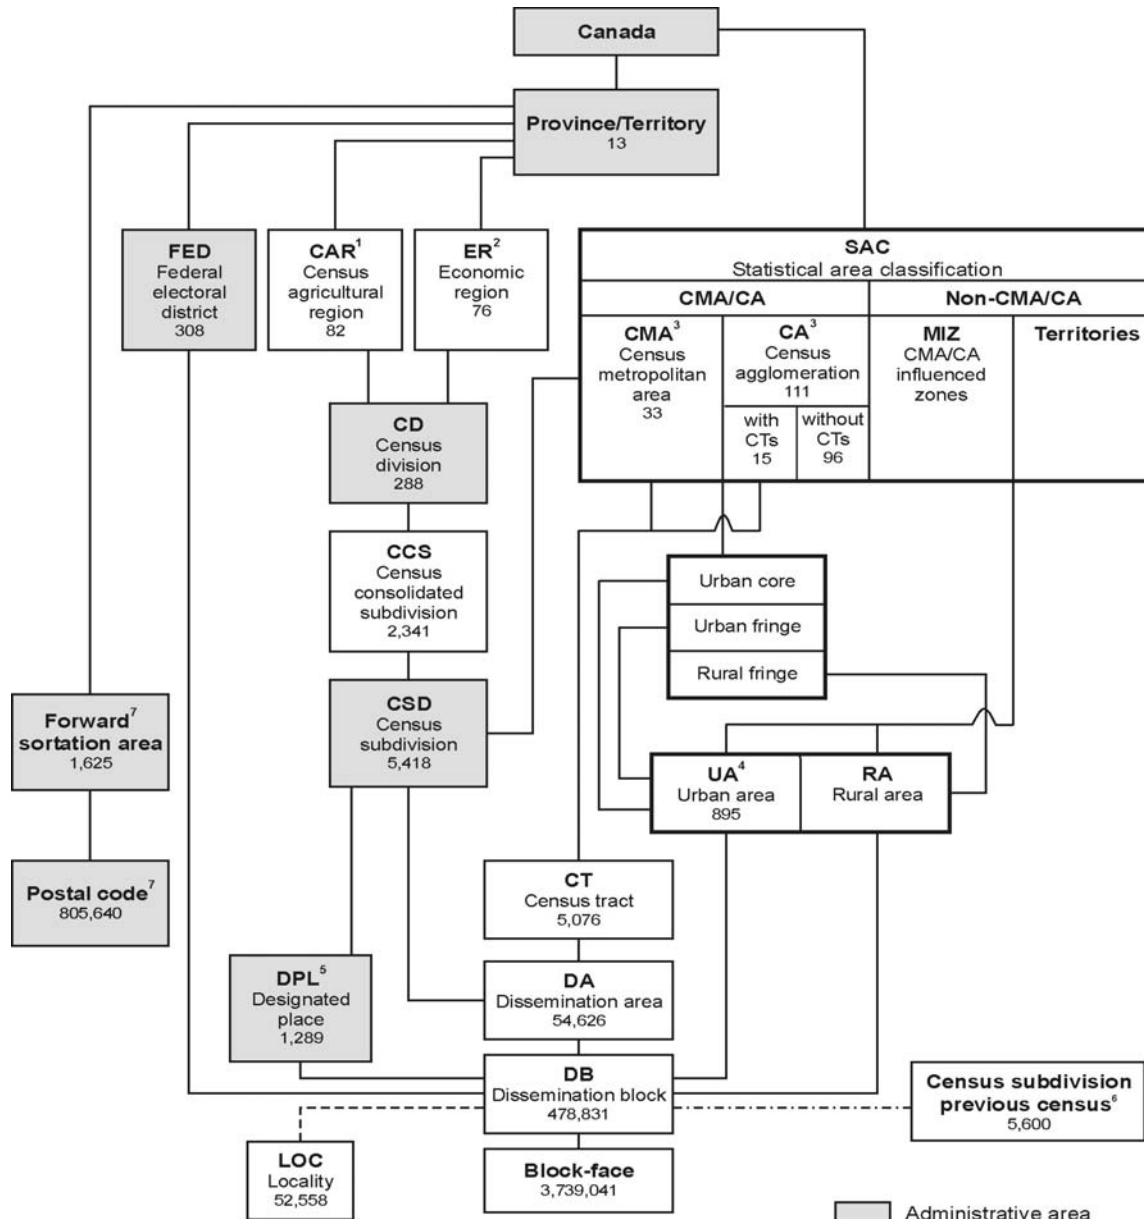 Canada
Province/Territory
13
FED
Federal
electoral
district
308
CAR¹
Census
agricultural
region
82
ER²
Economic
region
76
SAC
Statistical area classification
CMA/CA
Non-CMA/CA
CMA³
Census
metropolitan
area
33
CA³
Census
agglomeration
111
with
CTs
15
without
CTs
96
MIZ
CMA/CA
influenced
zones
Territories
CD
Census
division
288
CCS
Census
consolidated
subdivision
2,341
Urban core
Urban fringe
Rural fringe
CSD
Census
subdivision
5,418
Forward⁷
sortation area
1,625
UA⁴
Urban area
895
RA
Rural area
Postal code⁷
805,640
CT
Census tract
5,076
DPL⁵
Designated
place
1,289
DA
Dissemination area
54,626
DB
Dissemination block
478,831
Census subdivision
previous census⁶
5,600
LOC
Locality
52,558
Block-face
3,739,041
Administrative area